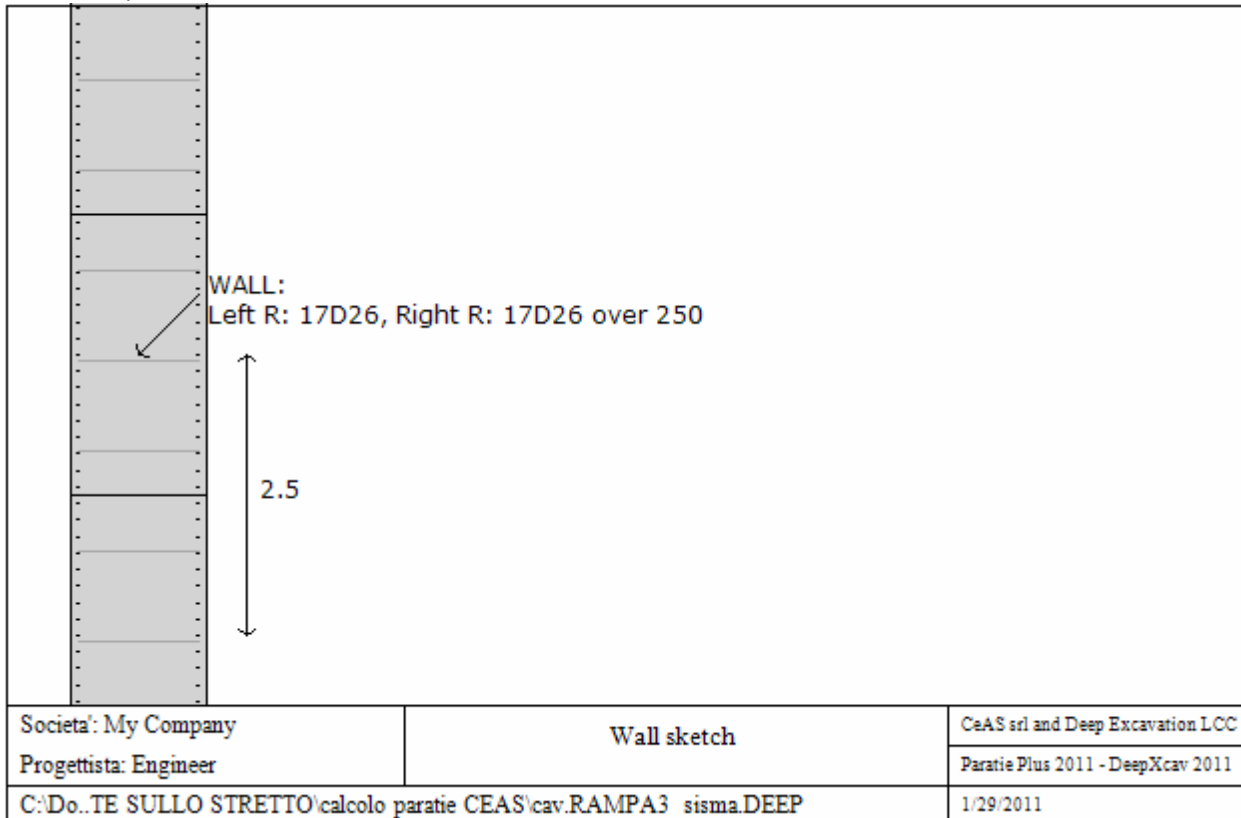 WALL:
Left R: 17D26, Right R: 17D26 over 250
2.5
Societa': My Company
Progettista: Engineer
Wall sketch
CeAS srl and Deep Excavation LCC
Paratie Plus 2011 - DeepXcav 2011
C:\Do..TE SULLO STRETTO\calcolo paratie CEAS\cav.RAMPA3 sisma.DEEP
1/29/2011